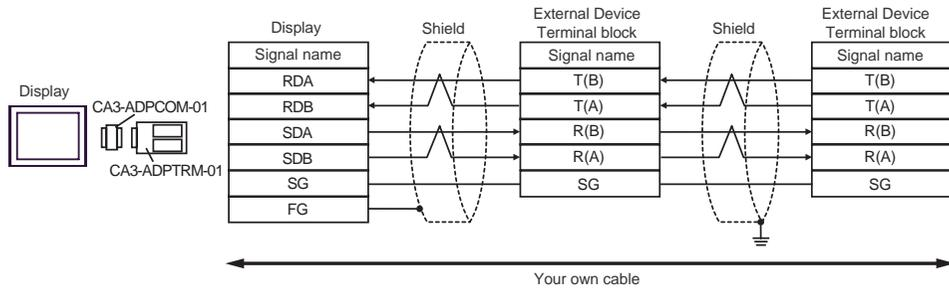 Display
CA3-ADPCOM-01
CA3-ADPTRM-01
Display
Shield
External Device
Terminal block
Shield
External Device
Terminal block
Signal name
Signal name
Signal name
RDA
T(B)
T(B)
RDB
T(A)
T(A)
SDA
R(B)
R(B)
SDB
R(A)
R(A)
SG
SG
SG
FG
Your own cable